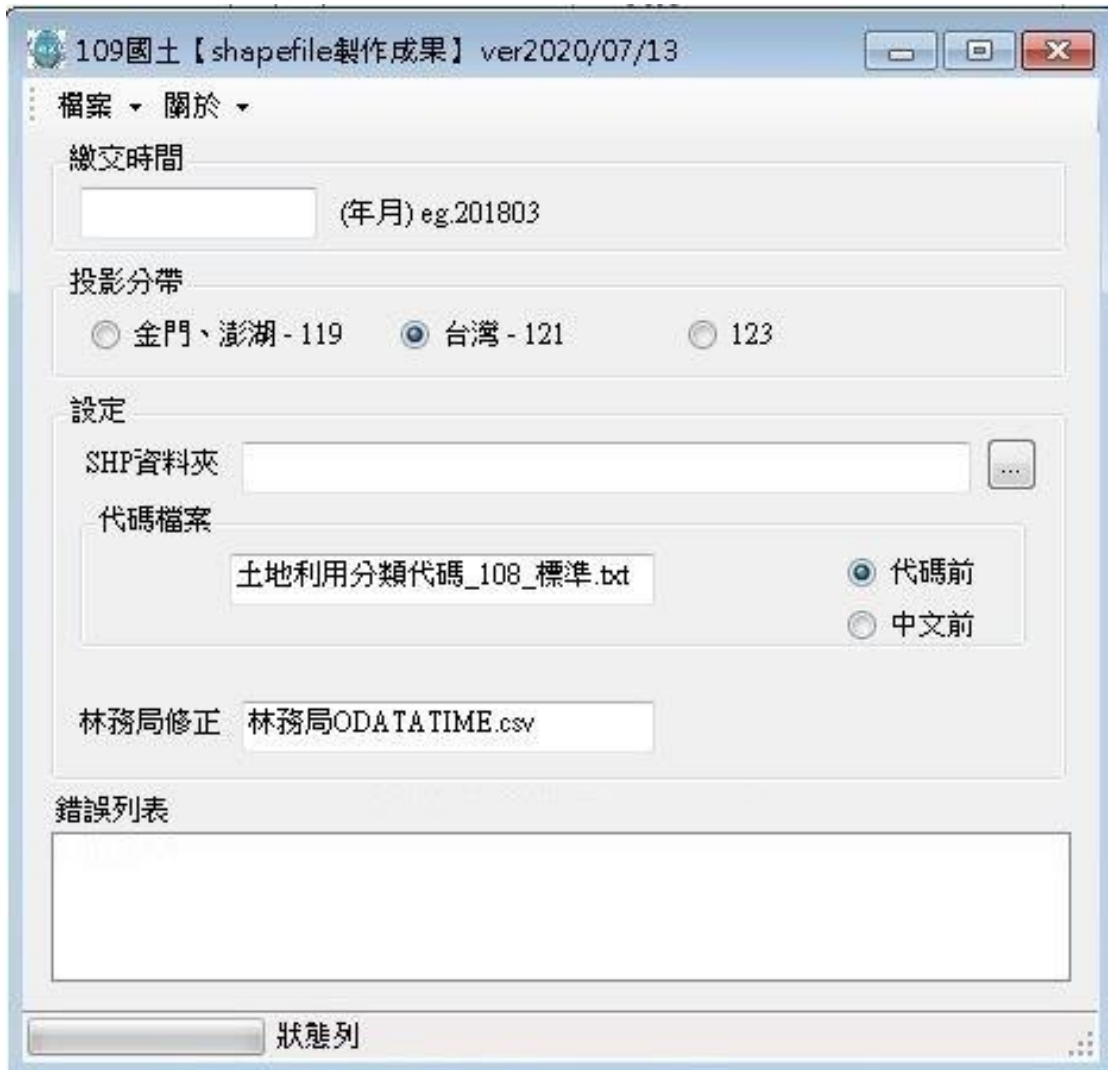 109國土【shapefile製作成果】ver2020/07/13
檔案 關於
繳交時間
(年月) eg.201803
投影分帶
金門、澎湖 - 119 台灣 - 121 123
設定
SHP資料夾 ...
代碼檔案
土地利用分類代碼_108_標準.txt 代碼前
中文前
林務局修正 林務局ODATATIME.csv
錯誤列表
狀態列